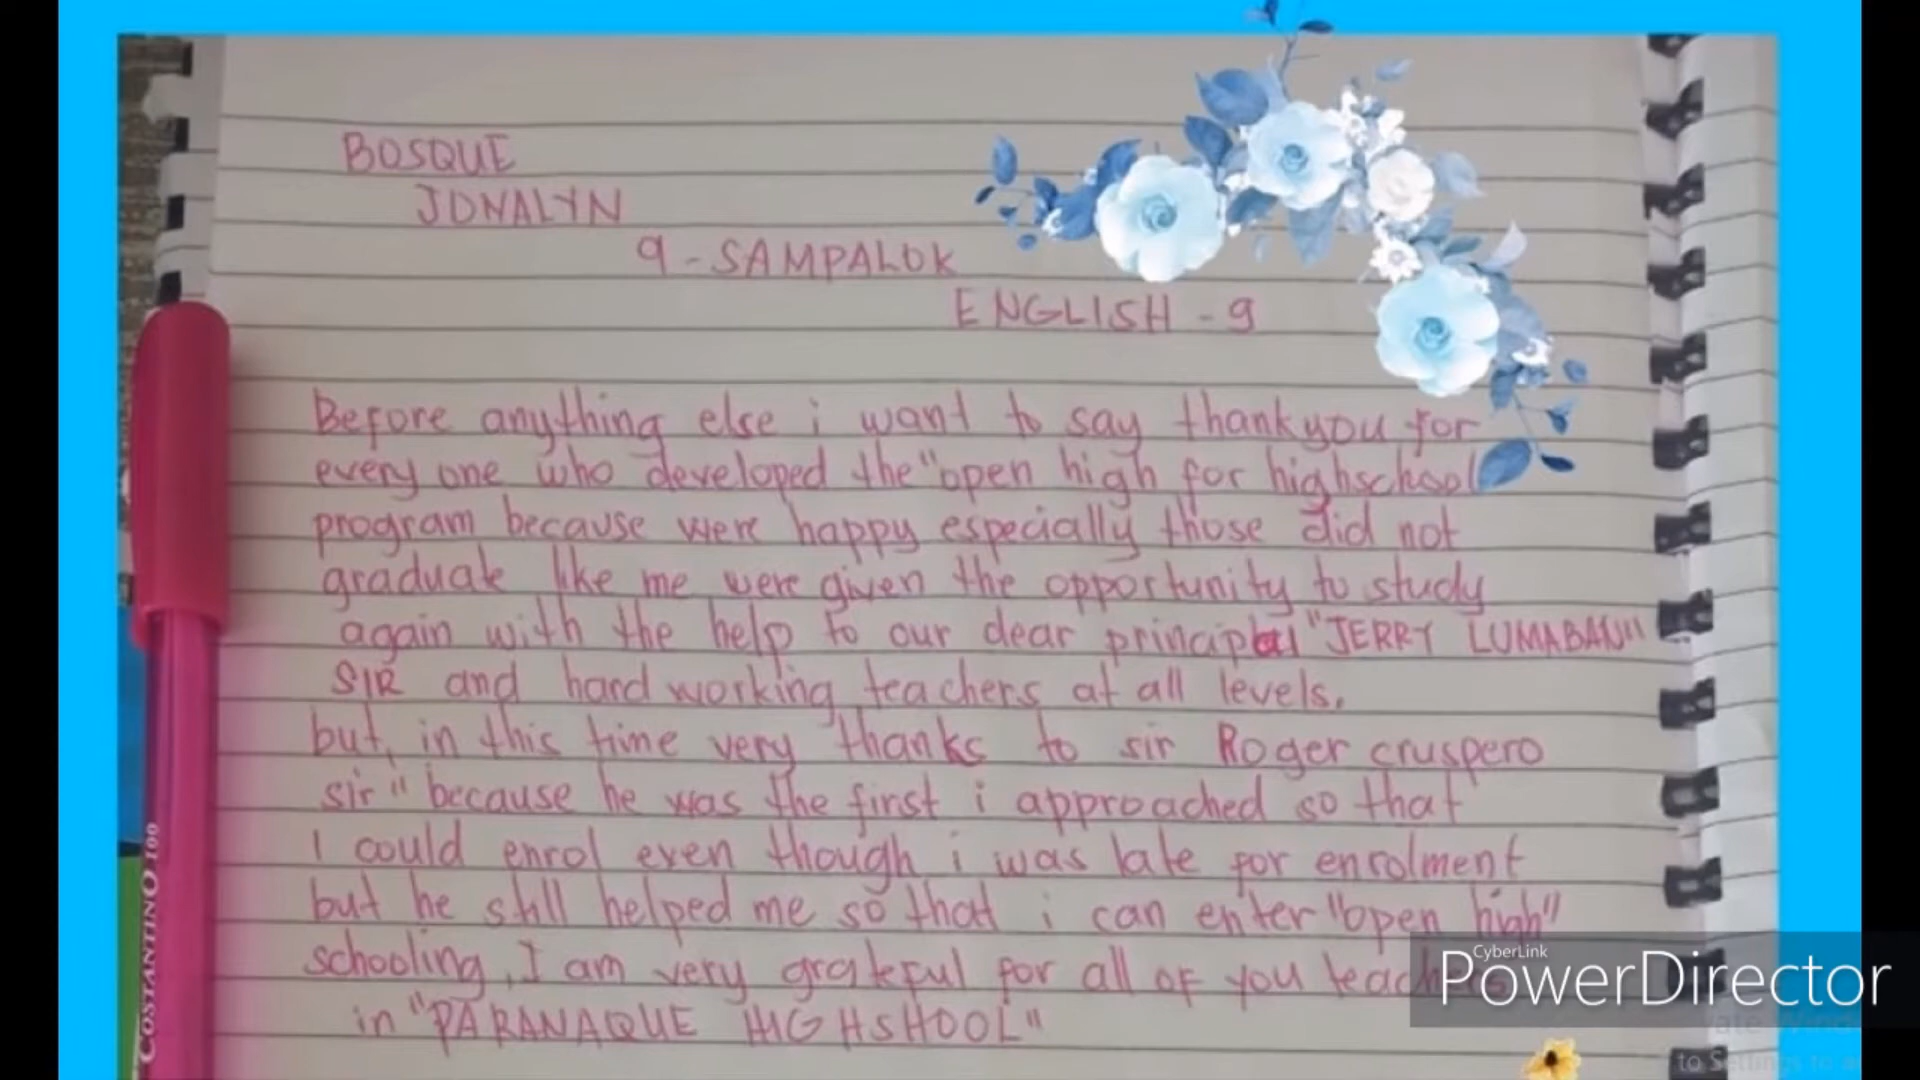 BOSQUE
JONALYN
9 - SAMPALOK
ENGLISH - 9
Before anything else i want to say thankyou for
every one who developed the "open high for highschool
program because were happy especially those did not
graduate like me were given the opportunity to study
again with the help to our dear principal "JERRY LUMABAN"
SIR and hard working teachers at all levels.
but, in this time very thanks to sir Roger cruspero
sir" because he was the first i approached so that
I could enrol even though i was late for enrolment
but he still helped me so that i can enter "open high"
schooling, I am very grateful for all of you teachers
in "PARANAQUE HIGHSHOOL"
COSTANTINO 100
CyberLink
PowerDirector
to Settings to